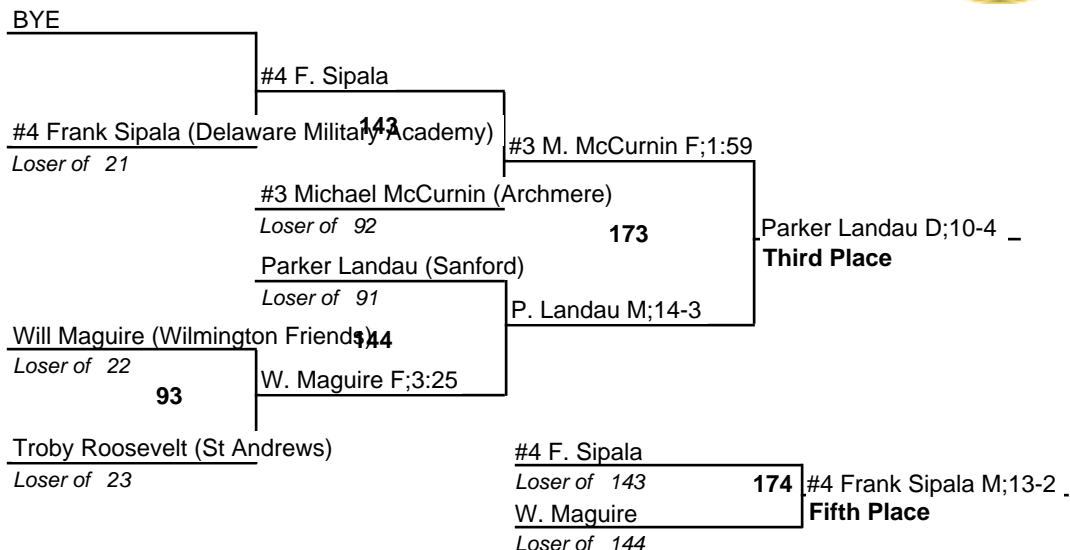 BYE
#4 F. Sipala
#4 Frank Sipala (Delaware Military Academy)
143
Loser of 21
#3 M. McCurnin F;1:59
#3 Michael McCurnin (Archmere)
Loser of 92
173
Parker Landau D;10-4
Third Place
Parker Landau (Sanford)
Loser of 91
P. Landau M;14-3
Will Maguire (Wilmington Friends)
144
Loser of 22
93
W. Maguire F;3:25
Troby Roosevelt (St Andrews)
Loser of 23
#4 F. Sipala
Loser of 143
174
#4 Frank Sipala M;13-2
Fifth Place
W. Maguire
Loser of 144